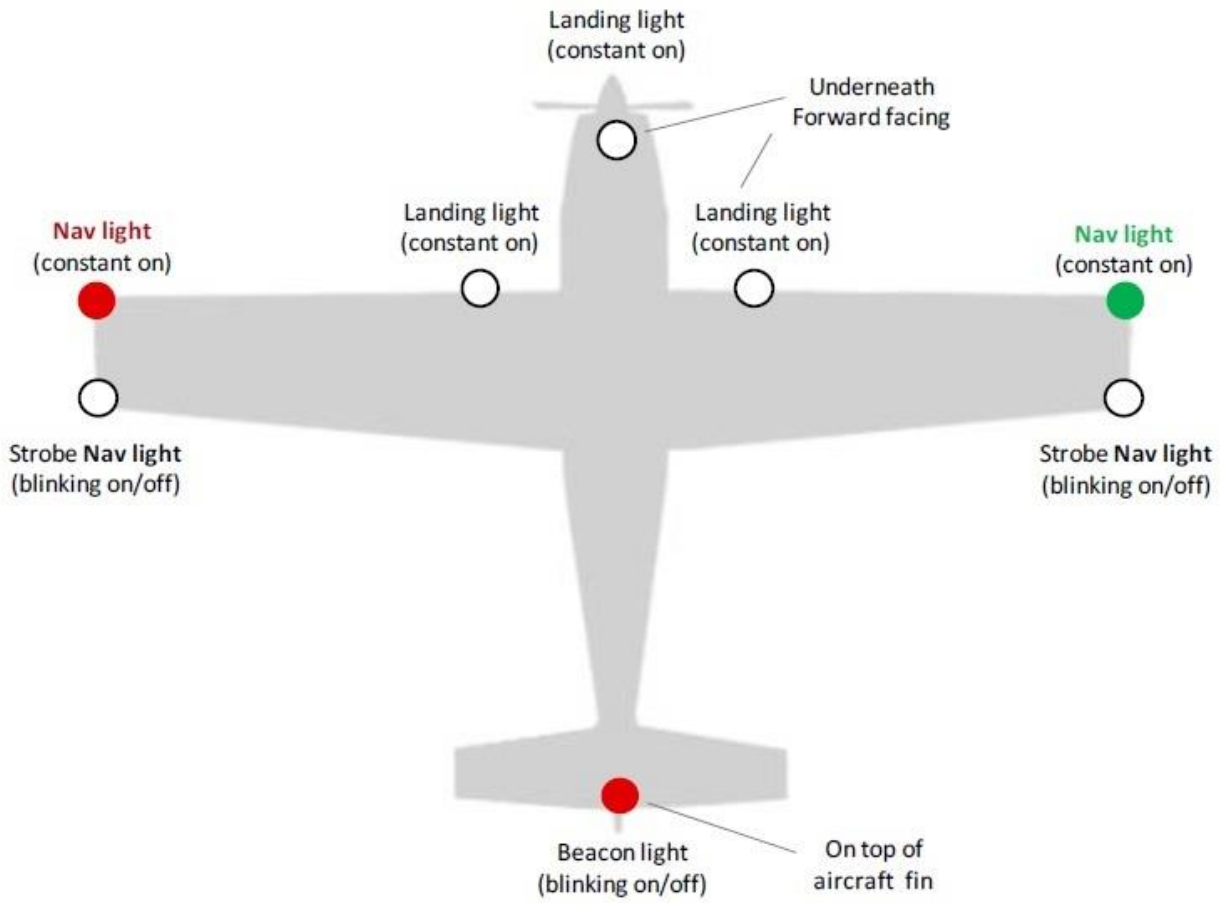 Landing light
(constant on)
Underneath
Forward facing
Landing light
(constant on)
Landing light
(constant on)
Nav light
(constant on)
Nav light
(constant on)
Strobe Nav light
(blinking on/off)
Strobe Nav light
(blinking on/off)
Beacon light
(blinking on/off)
On top of
aircraft fin